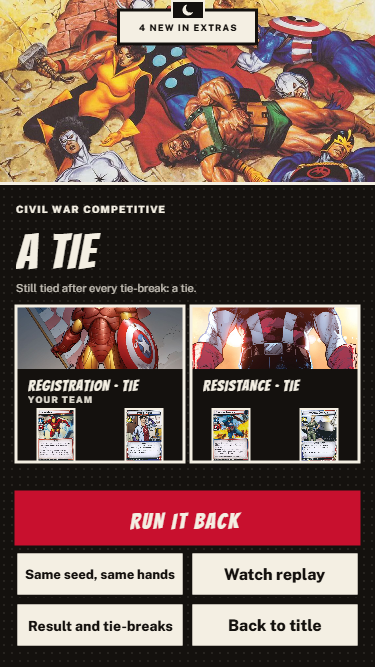 4 NEW IN EXTRAS
CIVIL WAR COMPETITIVE
A TIE
Still tied after every tie-break: a tie.
REGISTRATION · TIE
YOUR TEAM
RESISTANCE · TIE
RUN IT BACK
Same seed, same hands
Watch replay
Result and tie-breaks
Back to title